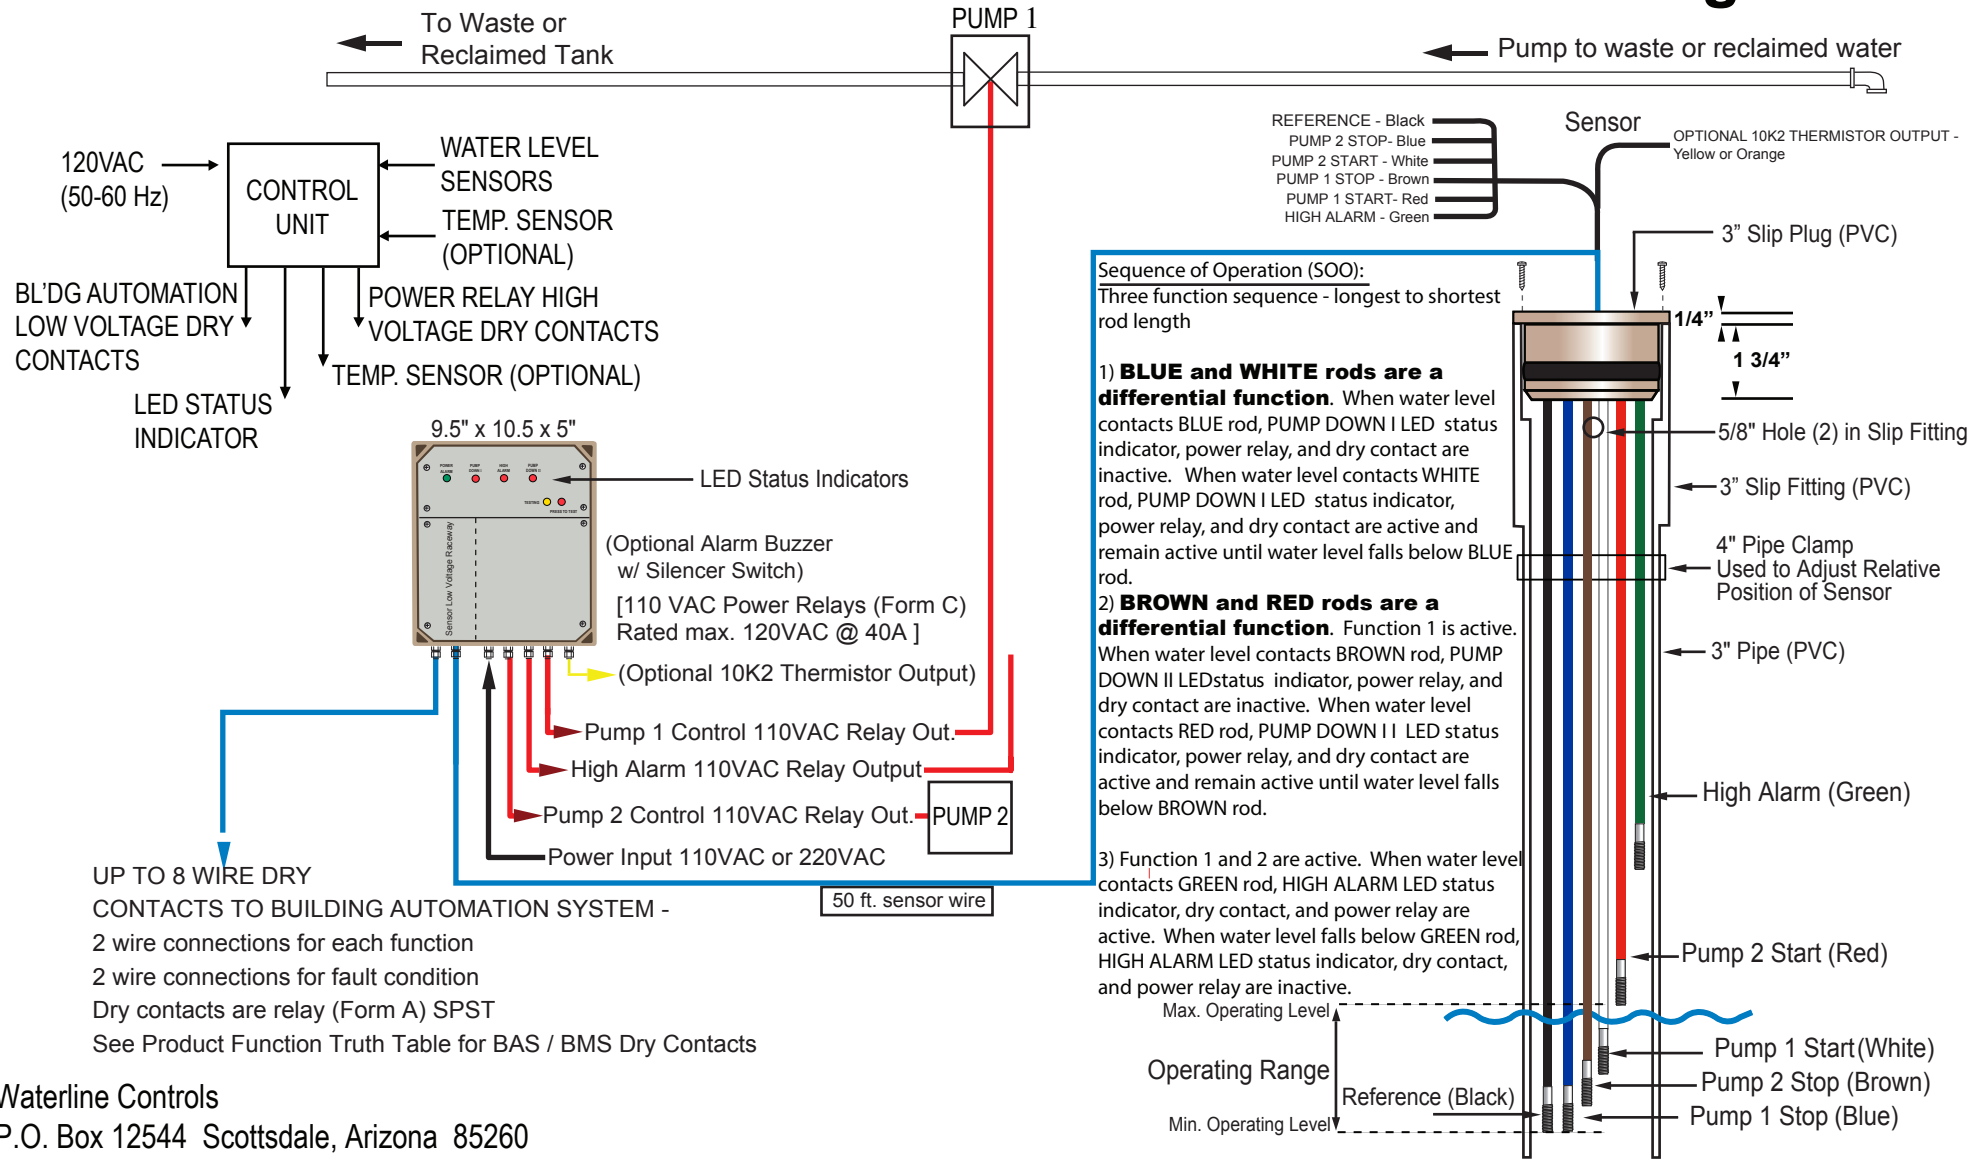 g
PUMP 1
To Waste or
Reclaimed Tank
Pump to waste or reclaimed water
120VAC
(50-60 Hz)
CONTROL
UNIT
WATER LEVEL
SENSORS
TEMP. SENSOR
(OPTIONAL)
BL'DG AUTOMATION
LOW VOLTAGE DRY
CONTACTS
POWER RELAY HIGH
VOLTAGE DRY CONTACTS
TEMP. SENSOR (OPTIONAL)
LED STATUS
INDICATOR
REFERENCE - Black
PUMP 2 STOP- Blue
PUMP 2 START - White
PUMP 1 STOP - Brown
PUMP 1 START- Red
HIGH ALARM - Green
Sensor
OPTIONAL 10K2 THERMISTOR OUTPUT -
Yellow or Orange
3” Slip Plug (PVC)
1/4”
1 3/4”
5/8" Hole (2) in Slip Fitting
3” Slip Fitting (PVC)
4" Pipe Clamp
Used to Adjust Relative
Position of Sensor
3" Pipe (PVC)
High Alarm (Green)
Pump 2 Start (Red)
Pump 1 Start (White)
Pump 2 Stop (Brown)
Pump 1 Stop (Blue)
Sequence of Operation (SOO):
Three function sequence - longest to shortest
rod length
1) BLUE and WHITE rods are a
differential function. When water level
contacts BLUE rod, PUMP DOWN I LED status
indicator, power relay, and dry contact are
inactive. When water level contacts WHITE
rod, PUMP DOWN I LED status indicator,
power relay, and dry contact are active and
remain active until water level falls below BLUE
rod.
2) BROWN and RED rods are a
differential function. Function 1 is active.
When water level contacts BROWN rod, PUMP
DOWN II LEDstatus indicator, power relay, and
dry contact are inactive. When water level
contacts RED rod, PUMP DOWN I I LED status
indicator, power relay, and dry contact are
active and remain active until water level falls
below BROWN rod.
3) Function 1 and 2 are active. When water level
contacts GREEN rod, HIGH ALARM LED status
indicator, dry contact, and power relay are
active. When water level falls below GREEN rod,
HIGH ALARM LED status indicator, dry contact,
and power relay are inactive.
Max. Operating Level
Operating Range
Reference (Black)
Min. Operating Level
9.5" x 10.5 x 5"
POWER
ALARM
PUMP
DOWN I
HIGH
ALARM
PUMP
DOWN II
TESTING
PRESS TO TEST
Sensor Low Voltage Raceway
LED Status Indicators
(Optional Alarm Buzzer
w/ Silencer Switch)
[110 VAC Power Relays (Form C)
Rated max. 120VAC @ 40A ]
(Optional 10K2 Thermistor Output)
Pump 1 Control 110VAC Relay Out.
High Alarm 110VAC Relay Output
Pump 2 Control 110VAC Relay Out.
PUMP 2
Power Input 110VAC or 220VAC
50 ft. sensor wire
UP TO 8 WIRE DRY
CONTACTS TO BUILDING AUTOMATION SYSTEM -
2 wire connections for each function
2 wire connections for fault condition
Dry contacts are relay (Form A) SPST
See Product Function Truth Table for BAS / BMS Dry Contacts
Waterline Controls
P.O. Box 12544 Scottsdale, Arizona 85260